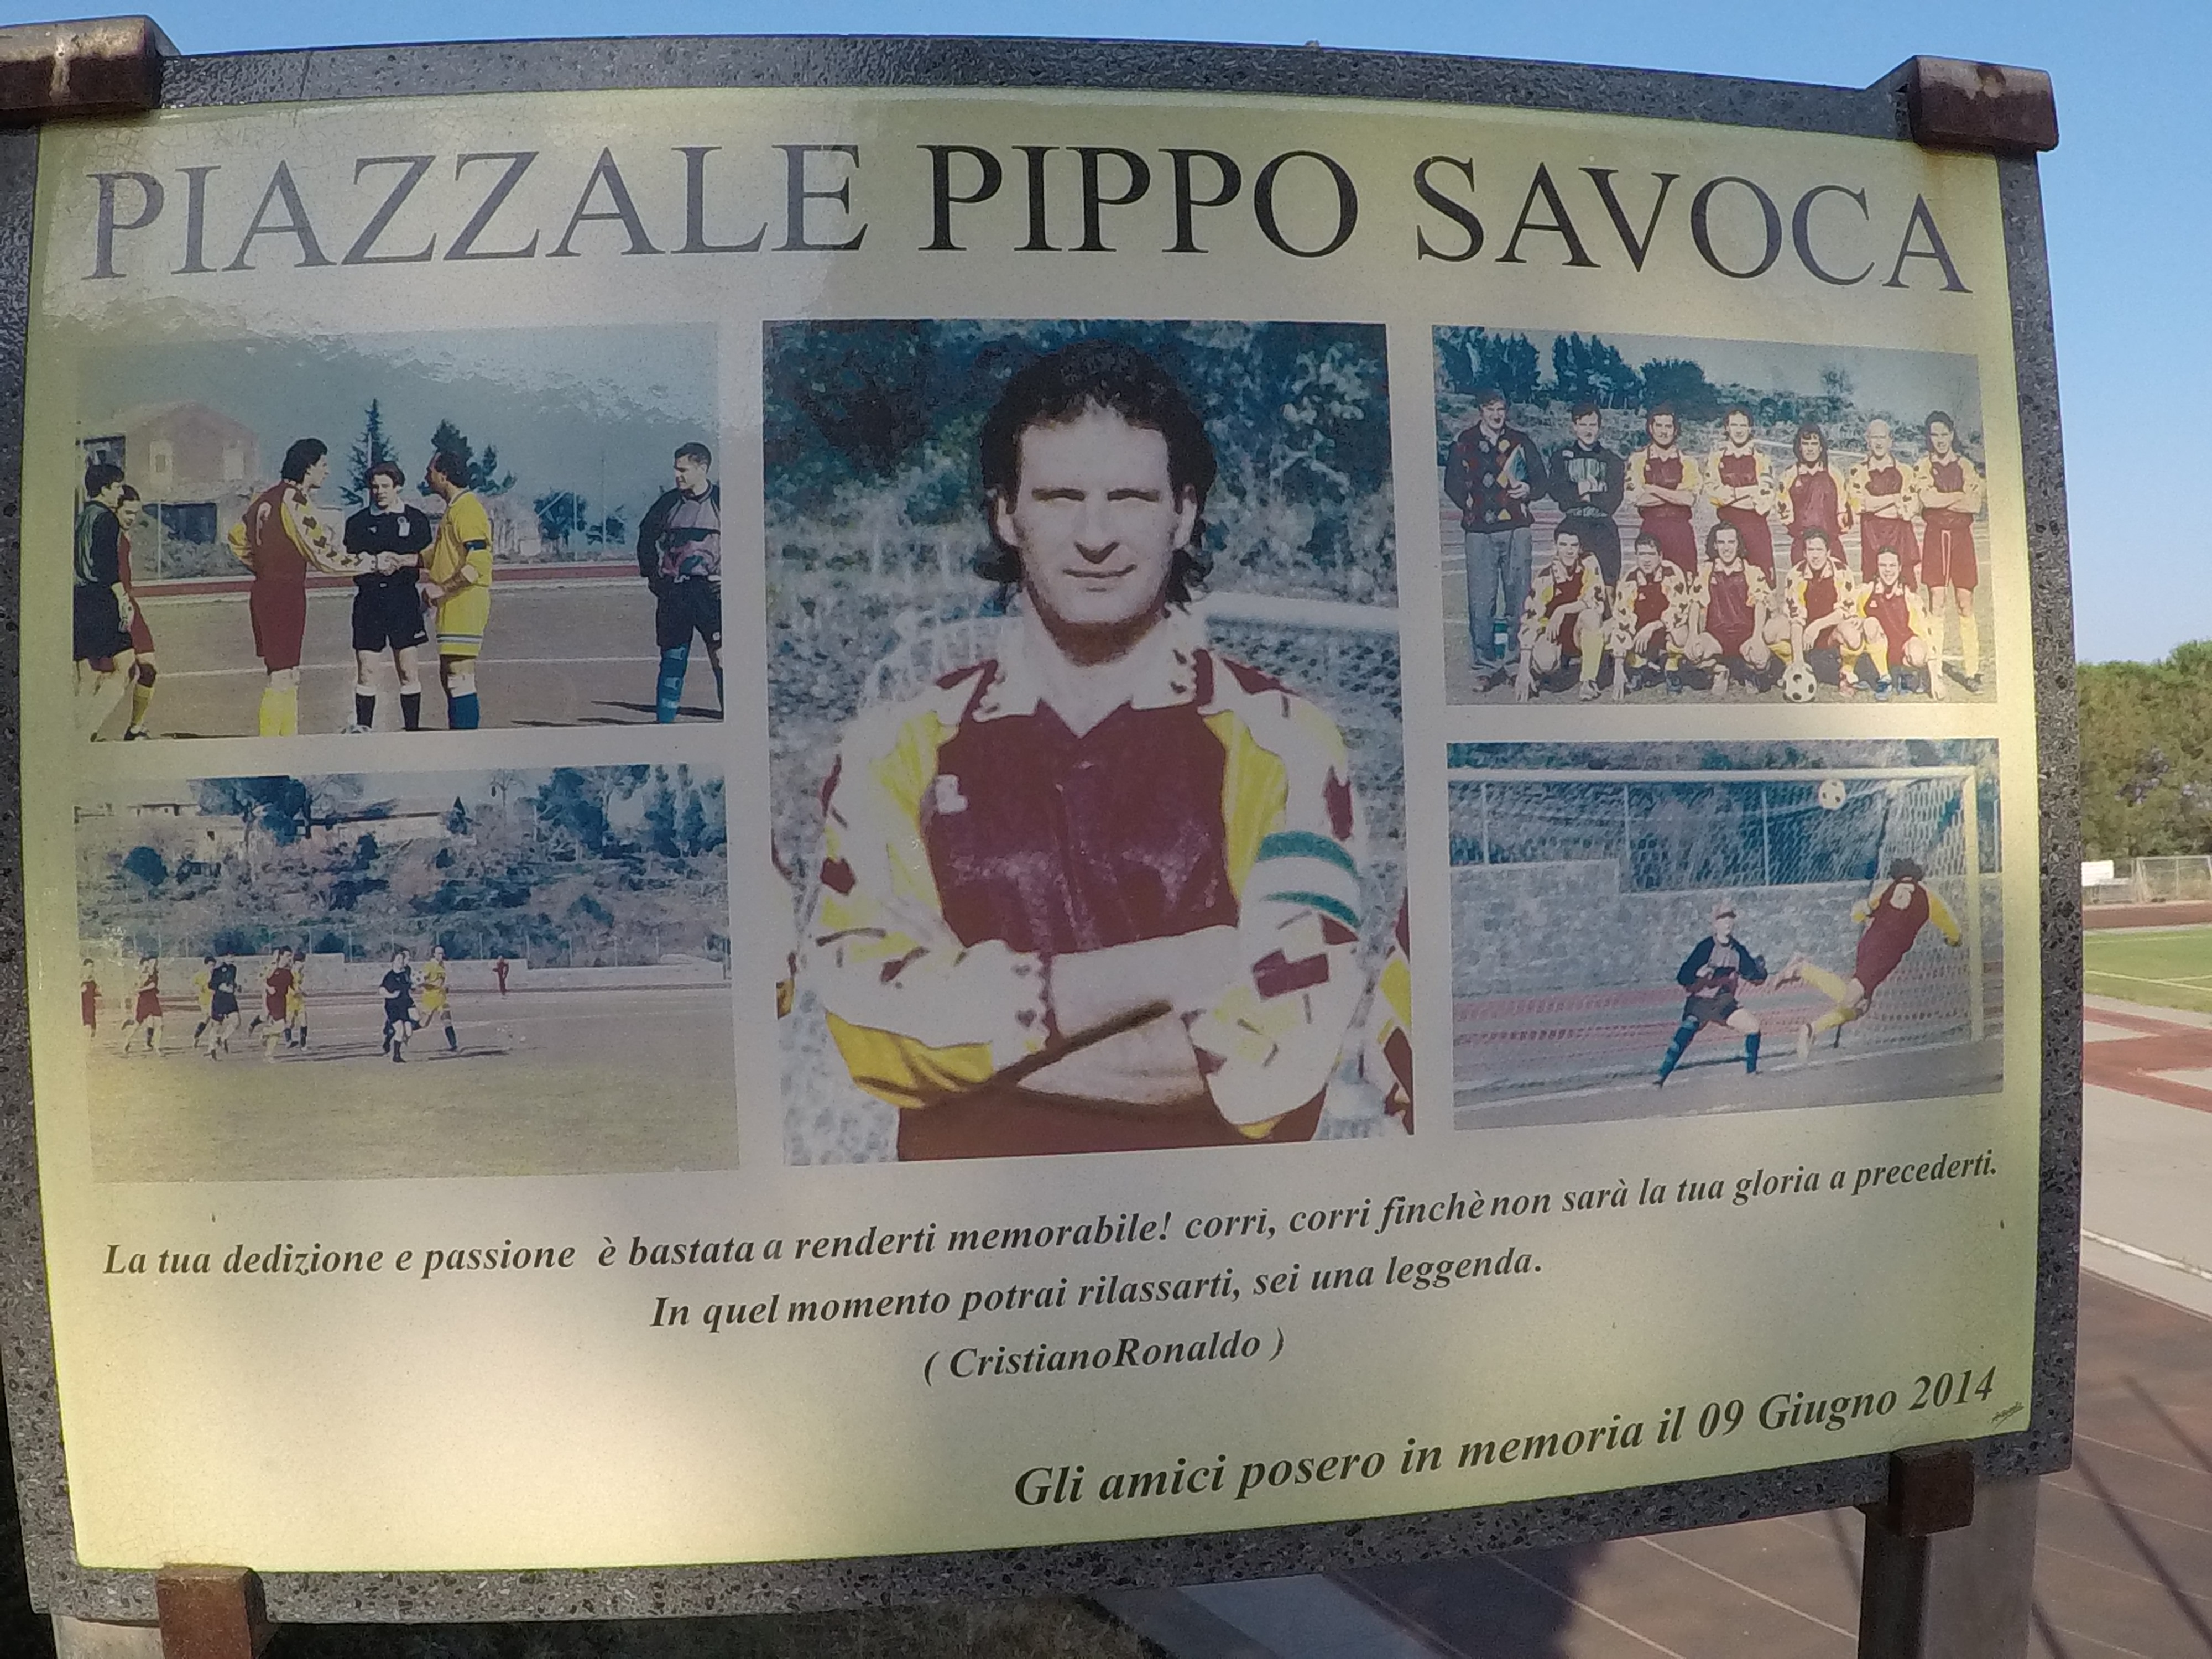 PIAZZALE PIPPO SAVOCA
La tua dedizione e passione è bastata a renderti memorabile! corri, corri finchè non sarà la tua gloria a precederti.
In quel momento potrai rilassarti, sei una leggenda.
( CristianoRonaldo )
Gli amici posero in memoria il 09 Giugno 2014